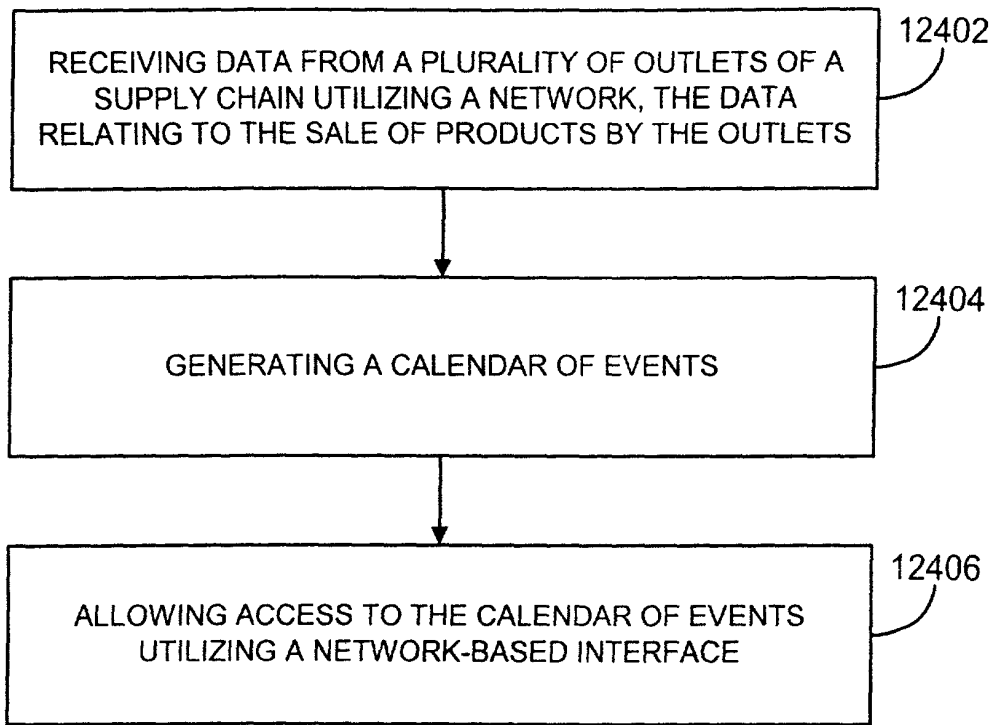 12402
RECEIVING DATA FROM A PLURALITY OF OUTLETS OF A
SUPPLY CHAIN UTILIZING A NETWORK, THE DATA
RELATING TO THE SALE OF PRODUCTS BY THE OUTLETS
12404
GENERATING A CALENDAR OF EVENTS
12406
ALLOWING ACCESS TO THE CALENDAR OF EVENTS
UTILIZING A NETWORK-BASED INTERFACE